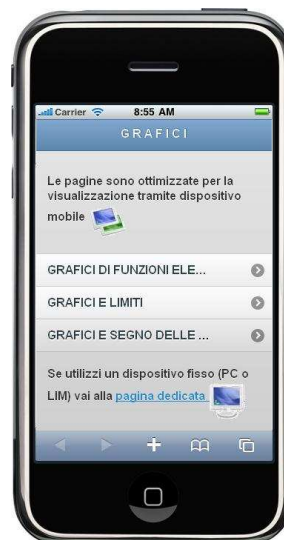 Carrier 8:55 AM
GRAFICI
Le pagine sono ottimizzate per la
visualizzazione tramite dispositivo
mobile
GRAFICI DI FUNZIONI ELE...
GRAFICI E LIMITI
GRAFICI E SEGNO DELLE ...
Se utilizzi un dispositivo fisso (PC o
LIM) vai alla pagina dedicata